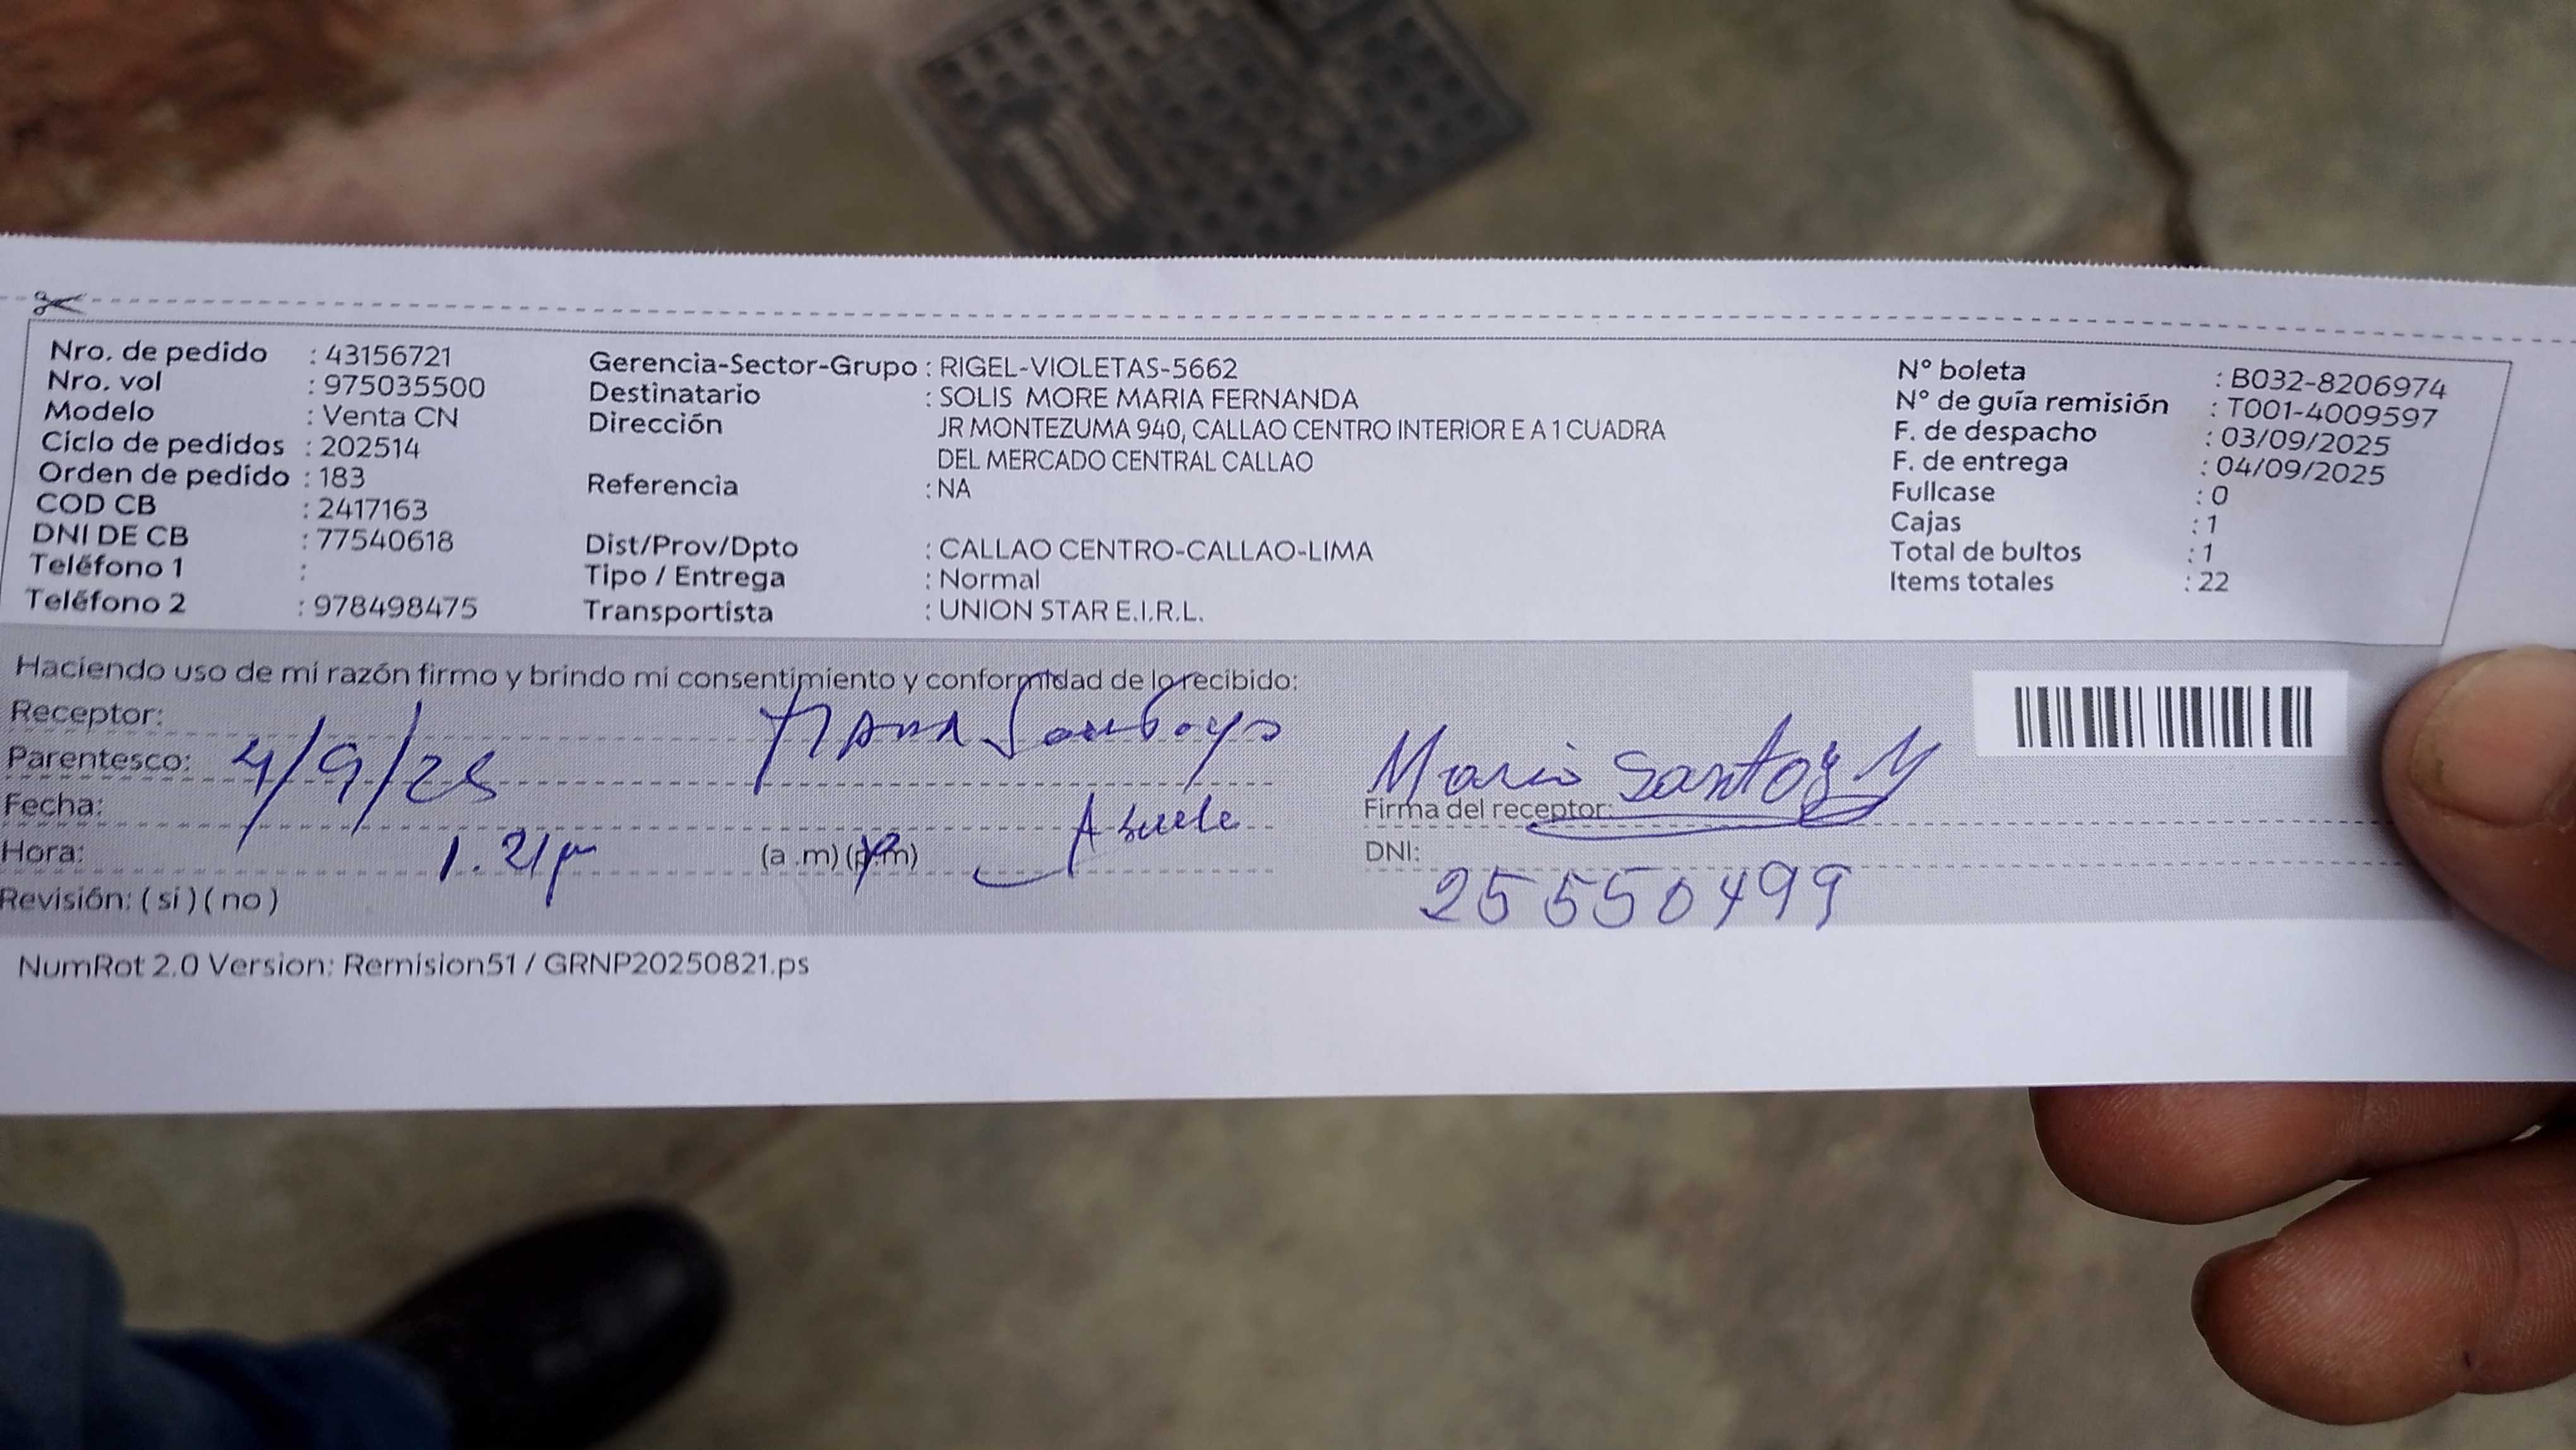 Nro. de pedido : 43156721
Nro. vol : 975035500
Modelo : Venta CN
Ciclo de pedidos : 202514
Orden de pedido : 183
COD CB : 2417163
DNI DE CB : 77540618
Teléfono 1 :
Teléfono 2 : 978498475
Gerencia-Sector-Grupo : RIGEL-VIOLETAS-5662
Destinatario : SOLIS MORE MARIA FERNANDA
Dirección JR MONTEZUMA 940, CALLAO CENTRO INTERIOR E A 1 CUADRA
DEL MERCADO CENTRAL CALLAO
Referencia : NA
Dist/Prov/Dpto : CALLAO CENTRO-CALLAO-LIMA
Tipo / Entrega : Normal
Transportista : UNION STAR E.I.R.L.
N° boleta : B032-8206974
N° de guía remisión : T001-4009597
F. de despacho : 03/09/2025
F. de entrega : 04/09/2025
Fullcase : 0
Cajas : 1
Total de bultos : 1
Items totales : 22
Haciendo uso de mi razón firmo y brindo mi consentimiento y conformidad de lo recibido:
Receptor:
Parentesco: 4/9/25
Fecha:
Hora: 1.21pm (a .m) (p.m)
Revisión: ( si ) ( no )
Maria Santos M
Firma del receptor:
DNI:
25550499
NumRot 2.0 Version: Remision51 / GRNP20250821.ps